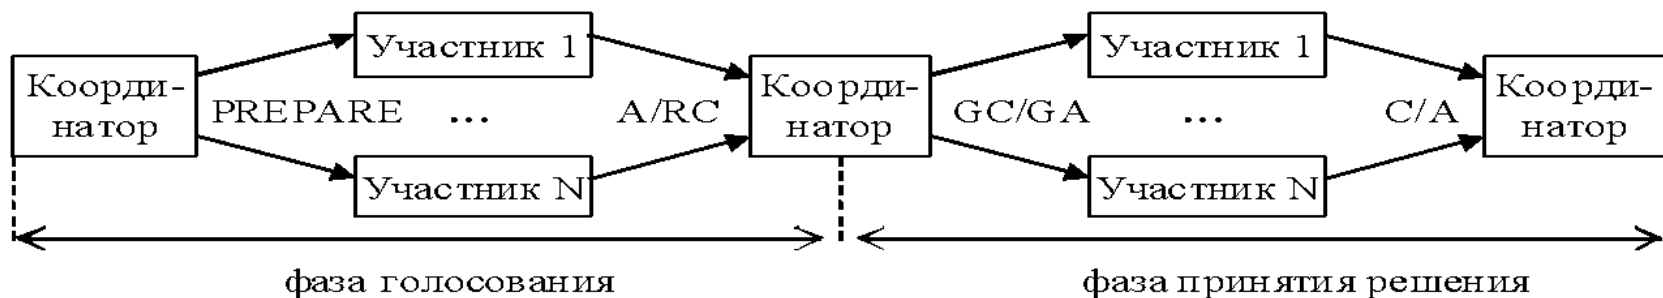 Участник 1
Коорди-
натор
PREPARE
...
A/RC
Участник N
Коорди-
натор
Участник 1
GC/GA
...
C/A
Участник N
Коорди-
натор
фаза голосования
фаза принятия решения